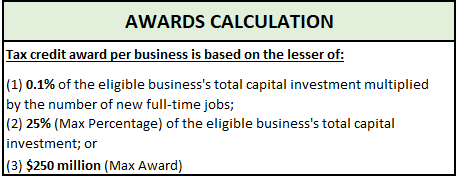 AWARDS CALCULATION
Tax credit award per business is based on the lesser of:
(1) 0.1% of the eligible business's total capital investment multiplied
by the number of new full-time jobs;
(2) 25% (Max Percentage) of the eligible business's total capital
investment; or
(3) $250 million (Max Award)